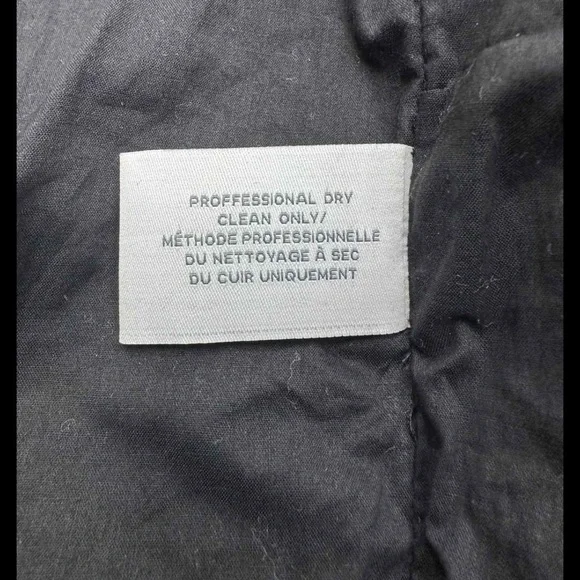 PROFFESSIONAL DRY
CLEAN ONLY/
MÉTHODE PROFESSIONNELLE
DU NETTOYAGE À SEC
DU CUIR UNIQUEMENT